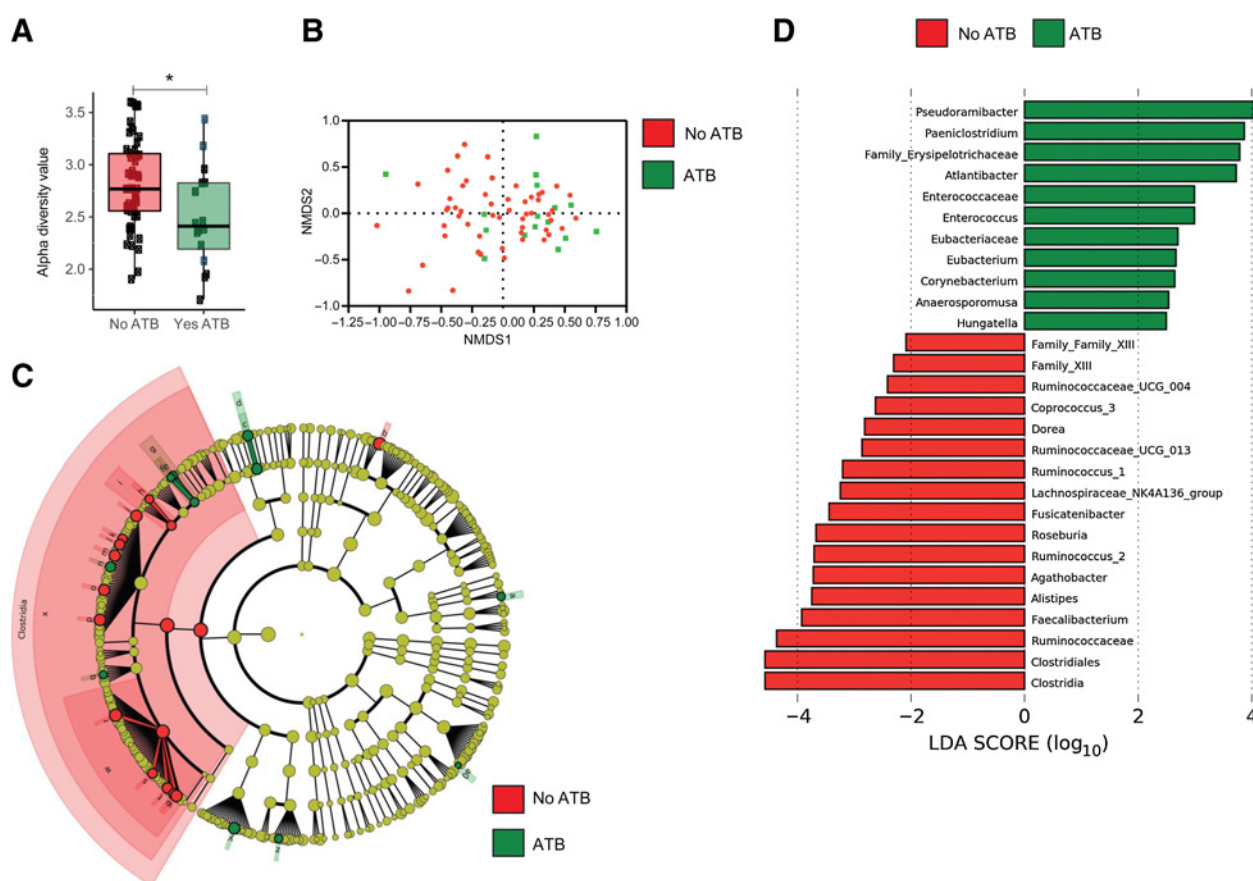 A
*
Alpha diversity value
3.5
3.0
2.5
2.0
No ATB
Yes ATB
B
NMDS2
1.0
0.5
0.0
−0.5
−1.0
−1.25 −1.00 −0.75 −0.50 −0.25 0.00 0.25 0.50 0.75 1.00
NMDS1
No ATB
ATB
C
Clostridia
x
w
No ATB
ATB
D
No ATB
ATB
Pseudoramibacter
Paeniclostridium
Family_Erysipelotrichaceae
Atlantibacter
Enterococcaceae
Enterococcus
Eubacteriaceae
Eubacterium
Corynebacterium
Anaerosporomusa
Hungatella
Family_Family_XIII
Family_XIII
Ruminococcaceae_UCG_004
Coprococcus_3
Dorea
Ruminococcaceae_UCG_013
Ruminococcus_1
Lachnospiraceae_NK4A136_group
Fusicatenibacter
Roseburia
Ruminococcus_2
Agathobacter
Alistipes
Faecalibacterium
Ruminococcaceae
Clostridiales
Clostridia
−4 −2 0 2 4
LDA SCORE (log10)